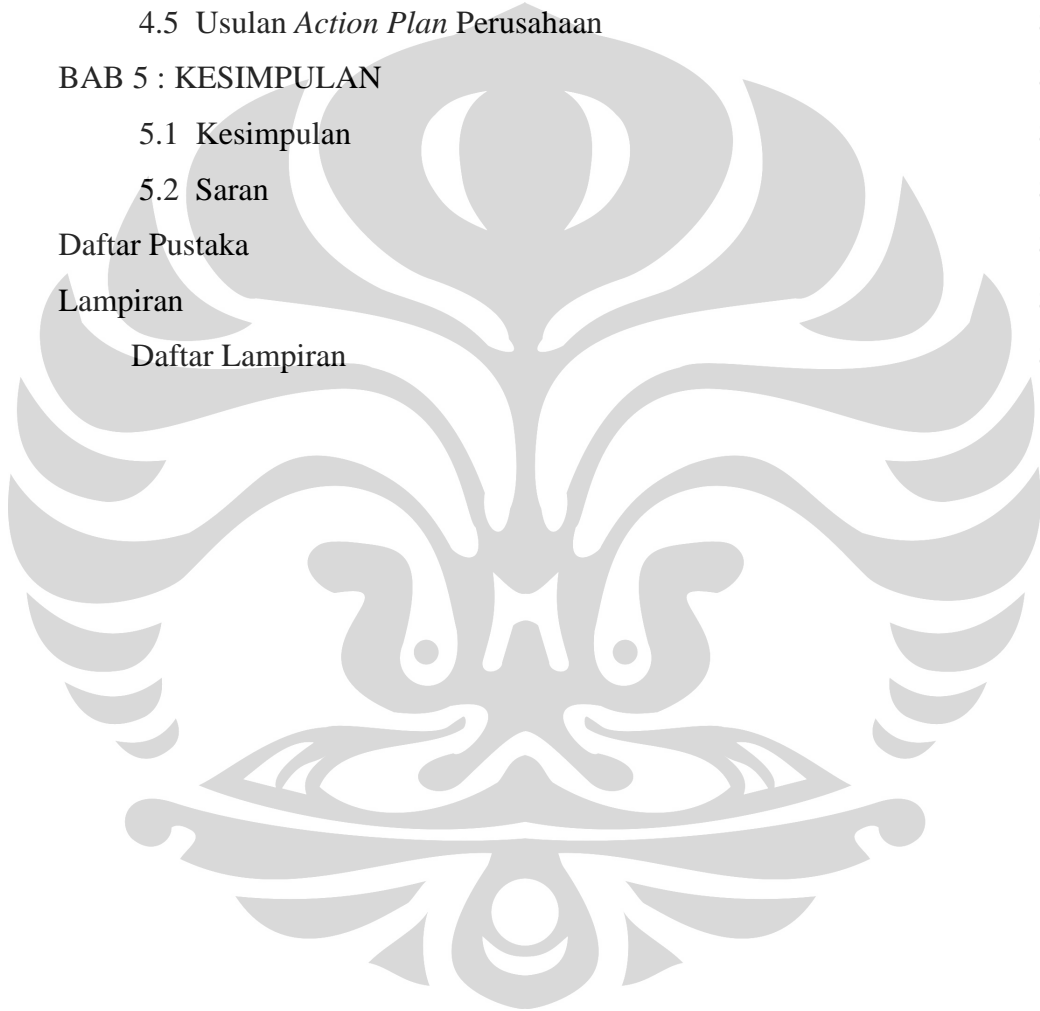 4.5 Usulan Action Plan Perusahaan
BAB 5 : KESIMPULAN
5.1 Kesimpulan
5.2 Saran
Daftar Pustaka
Lampiran
Daftar Lampiran